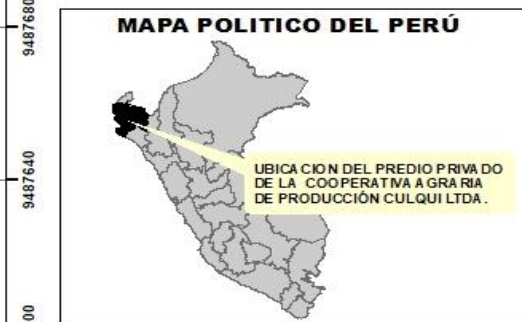 MAPA POLITICO DEL PERÚ
9487680
9487640
00
UBICACION DEL PREDIO PRIVADO
DE LA COOPERATIVA AGRARIA
DE PRODUCCIÓN CULQUI LTDA.